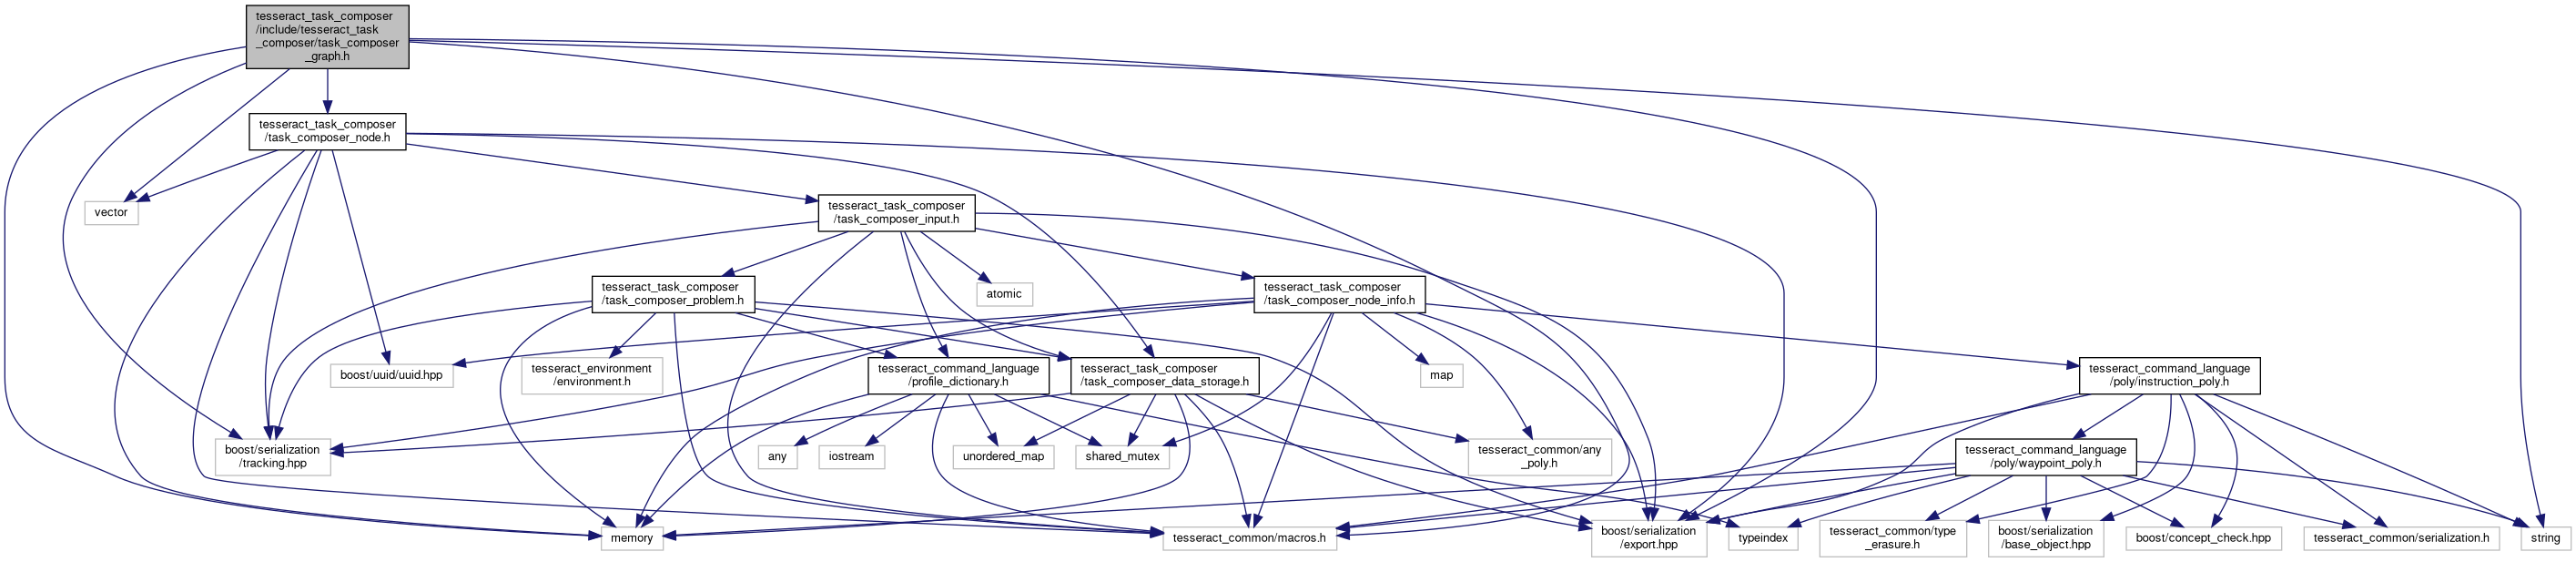 tesseract_task_composer
/include/tesseract_task
_composer/task_composer
_graph.h
tesseract_task_composer
/task_composer_node.h
vector
tesseract_task_composer
/task_composer_input.h
tesseract_task_composer
/task_composer_problem.h
atomic
tesseract_task_composer
/task_composer_node_info.h
boost/uuid/uuid.hpp
tesseract_environment
/environment.h
tesseract_command_language
/profile_dictionary.h
tesseract_task_composer
/task_composer_data_storage.h
map
tesseract_command_language
/poly/instruction_poly.h
boost/serialization
/tracking.hpp
any
iostream
unordered_map
shared_mutex
tesseract_common/any
_poly.h
tesseract_command_language
/poly/waypoint_poly.h
memory
tesseract_common/macros.h
boost/serialization
/export.hpp
typeindex
tesseract_common/type
_erasure.h
boost/serialization
/base_object.hpp
boost/concept_check.hpp
tesseract_common/serialization.h
string